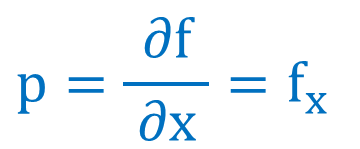 p = ∂f/∂x = fₓ